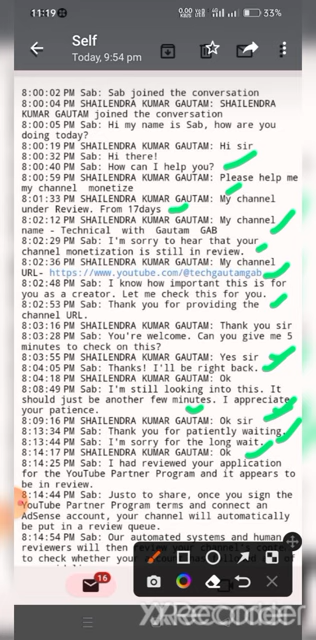 11:19
0.00 KB/s
33%
Self
Today, 9:54 pm
8:00:02 PM Sab: Sab joined the conversation
8:00:04 PM SHAILENDRA KUMAR GAUTAM: SHAILENDRA
KUMAR GAUTAM joined the conversation
8:00:05 PM Sab: Hi my name is Sab, how are you
doing today?
8:00:19 PM SHAILENDRA KUMAR GAUTAM: Hi sir
8:00:32 PM Sab: Hi there!
8:00:40 PM Sab: How can I help you?
8:00:59 PM SHAILENDRA KUMAR GAUTAM: Please help me
my channel monetize
8:01:33 PM SHAILENDRA KUMAR GAUTAM: My channel
under Review. From 17days
8:02:12 PM SHAILENDRA KUMAR GAUTAM: My channel
name - Technical with Gautam GAB
8:02:29 PM Sab: I'm sorry to hear that your
channel monetization is still in review.
8:02:36 PM SHAILENDRA KUMAR GAUTAM: My channel
URL- https://www.youtube.com/@techgautamgab
8:02:48 PM Sab: I know how important this is for
you as a creator. Let me check this for you.
8:02:53 PM Sab: Thank you for providing the
channel URL.
8:03:16 PM SHAILENDRA KUMAR GAUTAM: Thank you sir
8:03:28 PM Sab: You're welcome. Can you give me 5
minutes to check on this?
8:03:55 PM SHAILENDRA KUMAR GAUTAM: Yes sir
8:04:05 PM Sab: Thanks! I'll be right back.
8:04:18 PM SHAILENDRA KUMAR GAUTAM: Ok
8:08:49 PM Sab: I'm still looking into this. It
should just be another few minutes. I appreciate
your patience.
8:09:16 PM SHAILENDRA KUMAR GAUTAM: Ok sir
8:13:34 PM Sab: Thank you for patiently waiting.
8:13:44 PM Sab: I'm sorry for the long wait.
8:14:17 PM SHAILENDRA KUMAR GAUTAM: Ok
8:14:25 PM Sab: I had reviewed your application
for the YouTube Partner Program and it appears to
be in review.
8:14:44 PM Sab: Justo to share, once you sign the
YouTube Partner Program terms and connect an
AdSense account, your channel will automatically
be put in a review queue.
8:14:54 PM Sab: Our automated systems and human
reviewers will then review your channel's
to check whether your
16
XRecorder